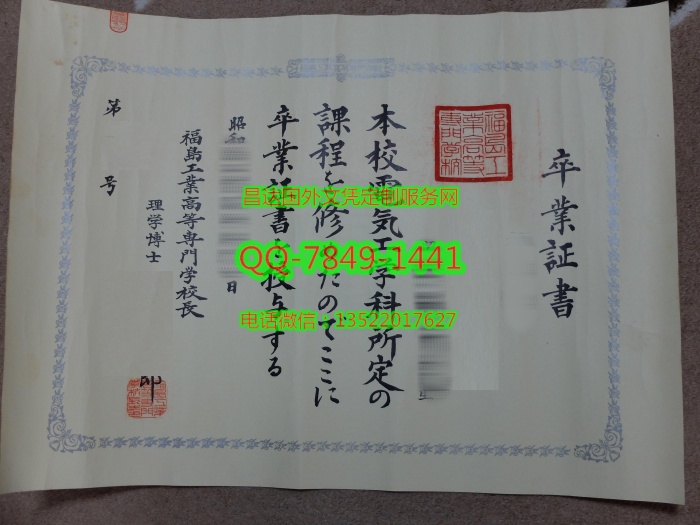 卒業証書
本校電気工学科所定の
課程を修めたのでここに
卒業証書を授与する
昭和 日
福島工業高等専門学校長
理学博士
第 号
昌达国外文凭定制服务网
QQ-7849-1441
电话微信：13522017627